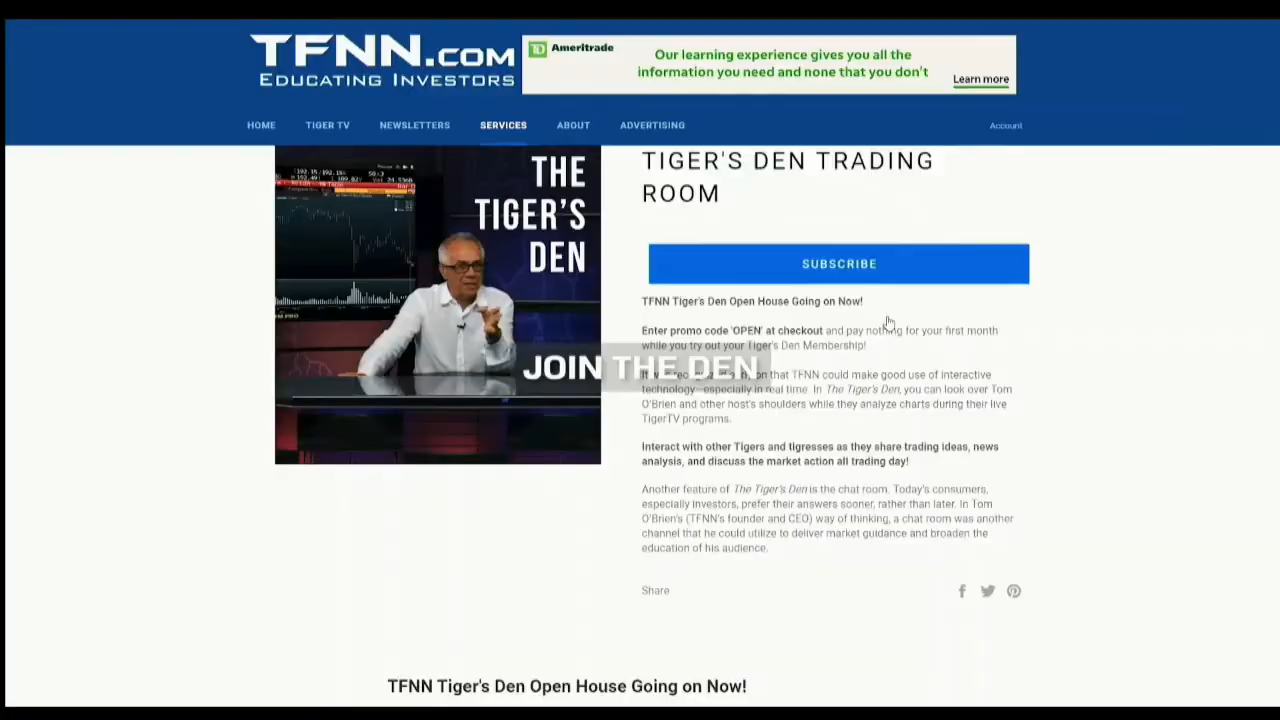 TFNN.COM
EDUCATING INVESTORS
TD Ameritrade
Our learning experience gives you all the
information you need and none that you don't
Learn more
HOME
TIGER TV
NEWSLETTERS
SERVICES
ABOUT
ADVERTISING
Account
THE
TIGER'S
DEN
TIGER'S DEN TRADING
ROOM
SUBSCRIBE
TFNN Tiger's Den Open House Going on Now!
Enter promo code 'OPEN' at checkout and pay nothing for your first month
while you try out your Tiger's Den Membership!
JOIN THE DEN
that TFNN could make good use of interactive
technology—especially in real time. In The Tiger's Den, you can look over Tom
O'Brien and other host's shoulders while they analyze charts during their live
TigerTV programs.
Interact with other Tigers and tigresses as they share trading ideas, news
analysis, and discuss the market action all trading day!
Another feature of The Tiger's Den is the chat room. Today's consumers,
especially investors, prefer their answers sooner, rather than later. In Tom
O'Brien's (TFNN's founder and CEO) way of thinking, a chat room was another
channel that he could utilize to deliver market guidance and broaden the
education of his audience.
Share
TFNN Tiger's Den Open House Going on Now!